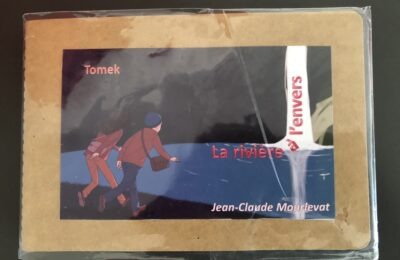 Tomek
La rivière
à l'envers
Jean-Claude Mourlevat